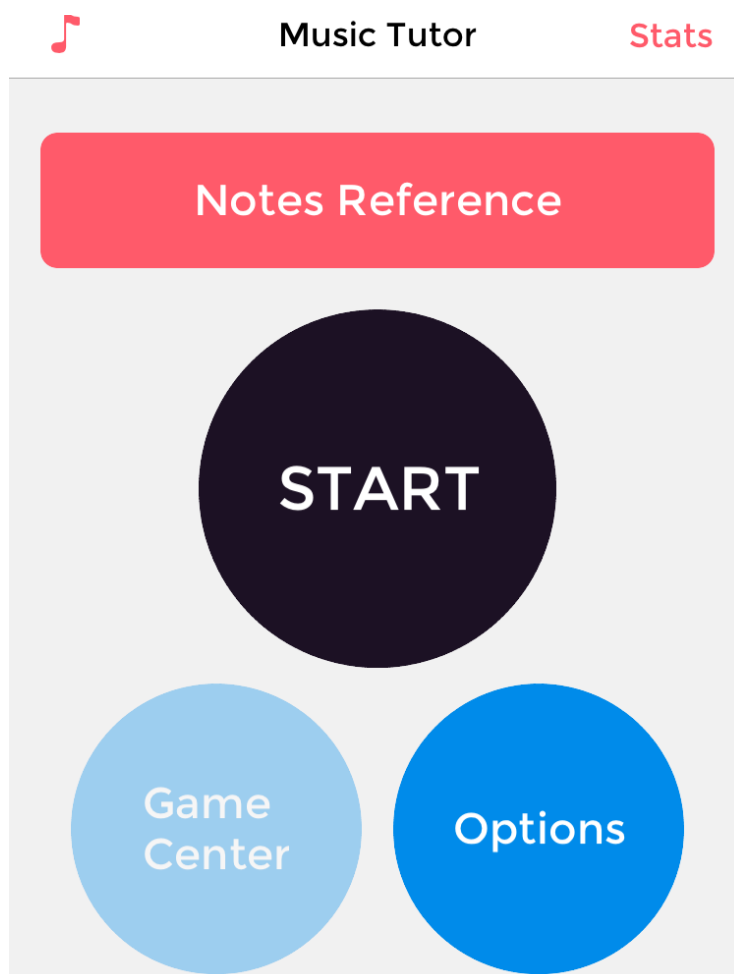 Music Tutor
Stats
Notes Reference
START
Game
Center
Options